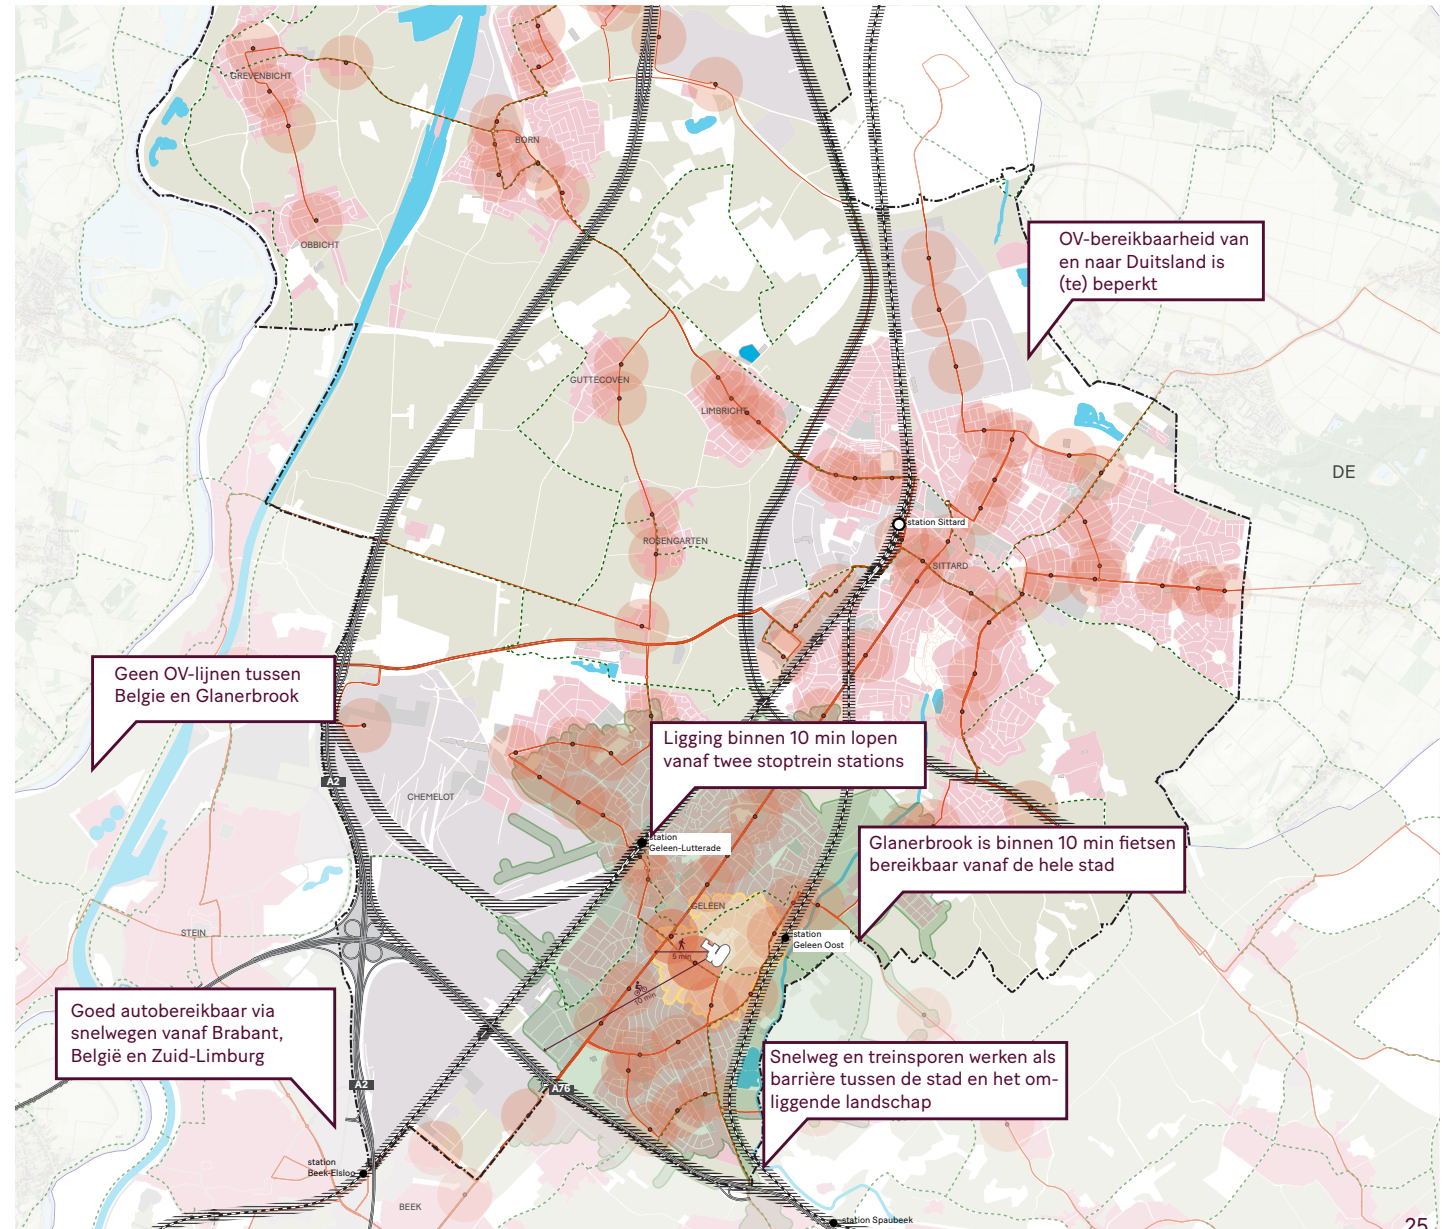 GREVENBICHT
BORN
OBBICHT
OV-bereikbaarheid van
en naar Duitsland is
(te) beperkt
GUTTECOVEN
LIMBRICHT
DE
station Sittard
ROSENGARTEN
SITTARD
Geen OV-lijnen tussen
Belgie en Glanerbrook
Ligging binnen 10 min lopen
vanaf twee stoptrein stations
A2
CHEMELOT
station
Geleen-Lutterade
Glanerbrook is binnen 10 min fietsen
bereikbaar vanaf de hele stad
GELEEN
STEIN
station
Geleen Oost
5 min
10 min
Goed autobereikbaar via
snelwegen vanaf Brabant,
België en Zuid-Limburg
Snelweg en treinsporen werken als
barrière tussen de stad en het om-
liggende landschap
A2
A76
station
Beek-Elsloo
BEEK
station Spaubeek
25